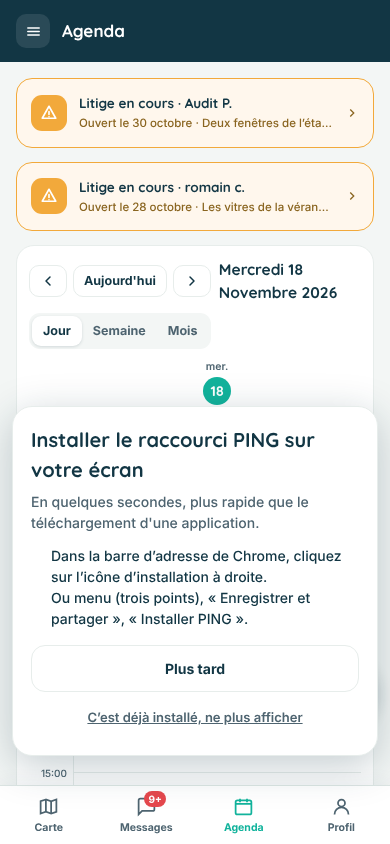 Agenda
Litige en cours · Audit P.
Ouvert le 30 octobre · Deux fenêtres de l'éta...
Litige en cours · romain c.
Ouvert le 28 octobre · Les vitres de la véran...
Aujourd'hui
Mercredi 18
Novembre 2026
Jour Semaine Mois
mer.
18
Installer le raccourci PING sur
votre écran
En quelques secondes, plus rapide que le
téléchargement d'une application.
Dans la barre d’adresse de Chrome, cliquez
sur l’icône d’installation à droite.
Ou menu (trois points), « Enregistrer et
partager », « Installer PING ».
Plus tard
C’est déjà installé, ne plus afficher
15:00
9+
Carte Messages Agenda Profil